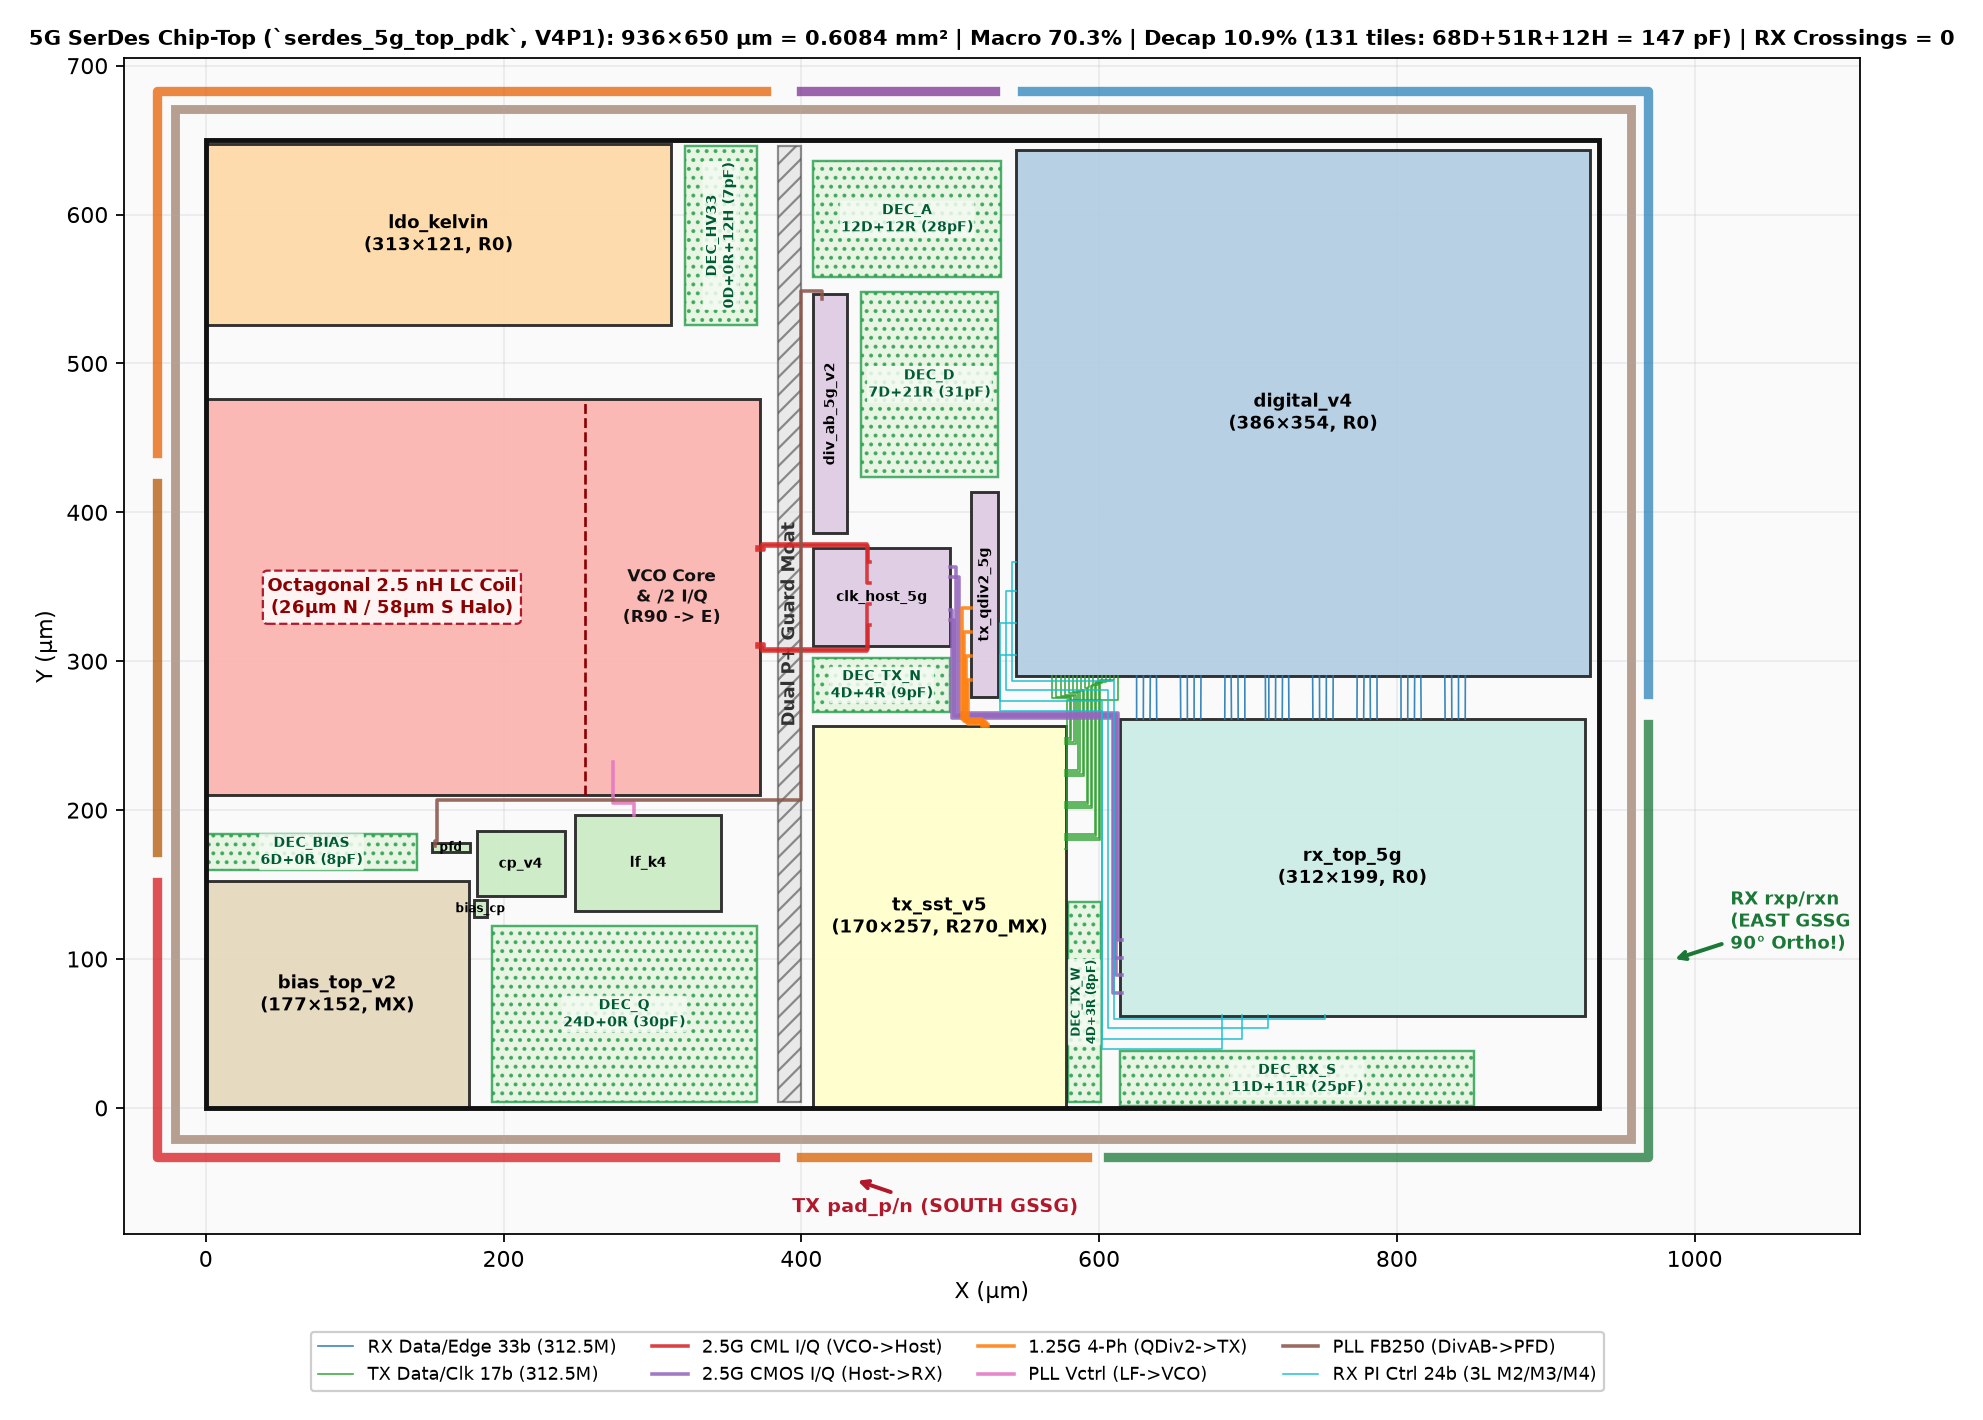 5G SerDes Chip-Top (`serdes_5g_top_pdk`, V4P1): 936×650 µm = 0.6084 mm² | Macro 70.3% | Decap 10.9% (131 tiles: 68D+51R+12H = 147 pF) | RX Crossings = 0
700
600
500
400
300
200
100
0
Y (µm)
ldo_kelvin
(313×121, R0)
DEC_HV33
0D+0R+12H (7pF)
DEC_A
12D+12R (28pF)
DEC_D
7D+21R (31pF)
div_ab_5g_v2
digital_v4
(386×354, R0)
Octagonal 2.5 nH LC Coil
(26µm N / 58µm S Halo)
VCO Core
& /2 I/Q
(R90 -> E)
Dual P+ Guard Moat
clk_host_5g
tx_qdiv2_5g
DEC_TX_N
4D+4R (9pF)
DEC_BIAS
6D+0R (8pF)
pfd
cp_v4
lf_k4
bias_cp
bias_top_v2
(177×152, MX)
DEC_Q
24D+0R (30pF)
tx_sst_v5
(170×257, R270_MX)
DEC_TX_W
4D+3R (8pF)
rx_top_5g
(312×199, R0)
DEC_RX_S
11D+11R (25pF)
RX rxp/rxn
(EAST GSSG
90° Ortho!)
TX pad_p/n (SOUTH GSSG)
0
200
400
600
800
1000
X (µm)
RX Data/Edge 33b (312.5M)
TX Data/Clk 17b (312.5M)
2.5G CML I/Q (VCO->Host)
2.5G CMOS I/Q (Host->RX)
1.25G 4-Ph (QDiv2->TX)
PLL Vctrl (LF->VCO)
PLL FB250 (DivAB->PFD)
RX PI Ctrl 24b (3L M2/M3/M4)